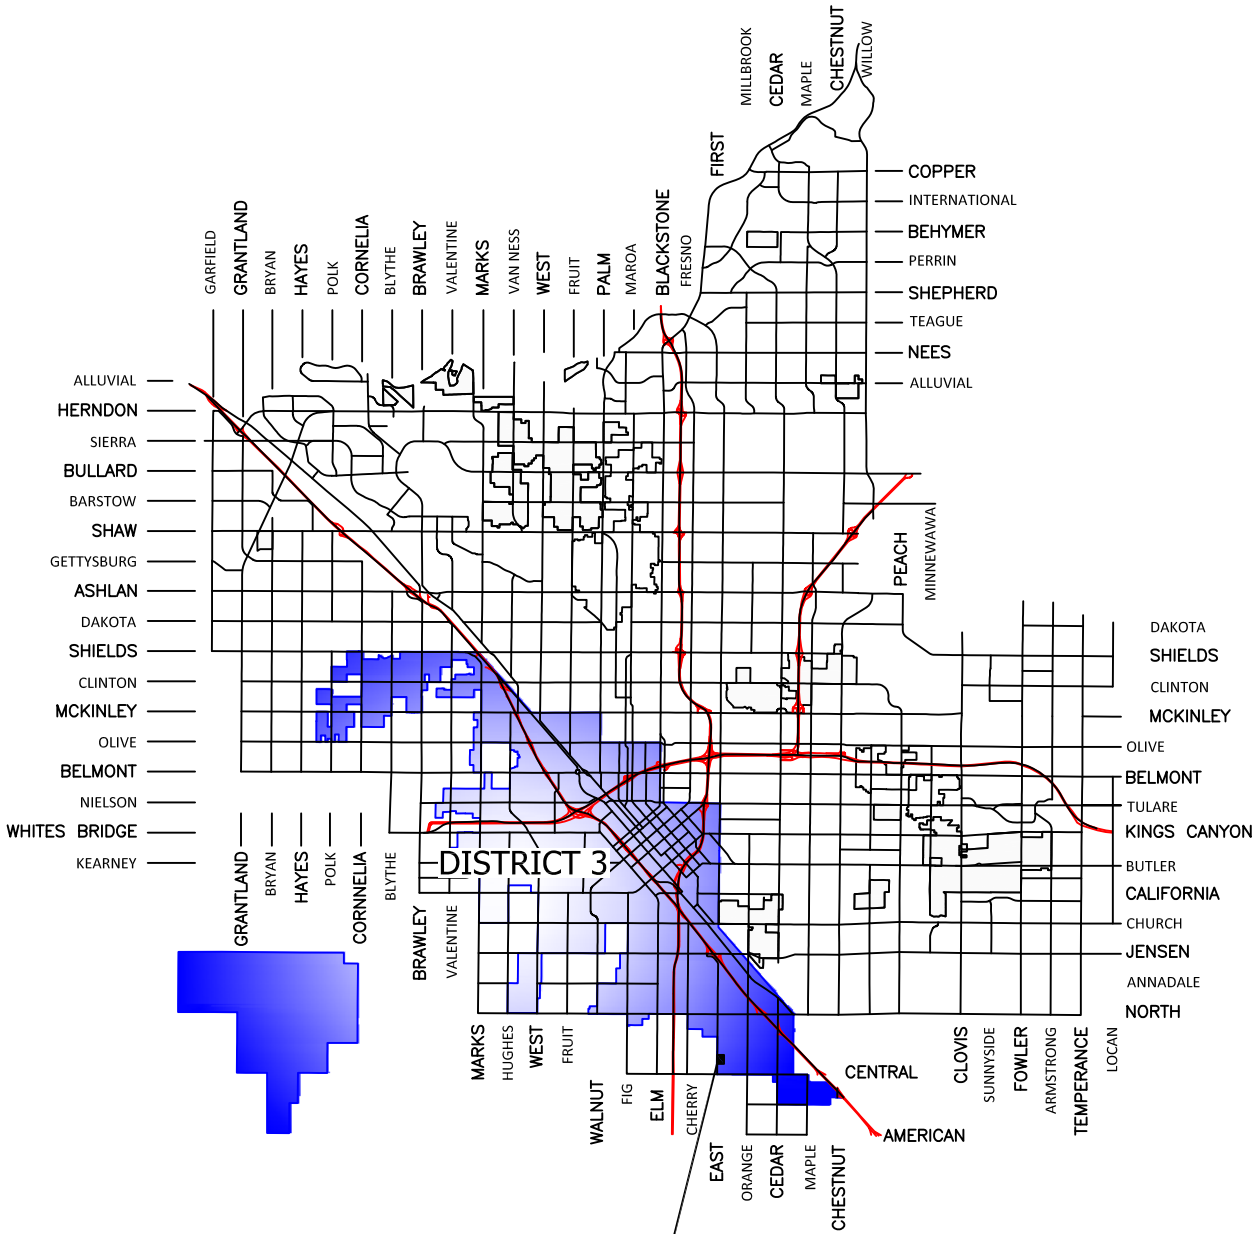 MILLBROOK
CEDAR
MAPLE
CHESTNUT
WILLOW
FIRST
COPPER
INTERNATIONAL
BEHYMER
PERRIN
SHEPHERD
TEAGUE
NEES
ALLUVIAL
GARFIELD
GRANTLAND
BRYAN
HAYES
POLK
CORNELIA
BLYTHE
BRAWLEY
VALENTINE
MARKS
VAN NESS
WEST
FRUIT
PALM
MAROA
BLACKSTONE
FRESNO
ALLUVIAL
HERNDON
SIERRA
BULLARD
BARSTOW
SHAW
GETTYSBURG
ASHLAN
DAKOTA
SHIELDS
CLINTON
MCKINLEY
OLIVE
BELMONT
NIELSON
WHITES BRIDGE
KEARNEY
PEACH
MINNEWAWA
DAKOTA
SHIELDS
CLINTON
MCKINLEY
OLIVE
BELMONT
TULARE
KINGS CANYON
BUTLER
CALIFORNIA
CHURCH
JENSEN
ANNADALE
NORTH
DISTRICT 3
GRANTLAND
BRYAN
HAYES
POLK
CORNNELIA
BLYTHE
BRAWLEY
VALENTINE
MARKS
HUGHES
WEST
FRUIT
WALNUT
FIG
ELM
CHERRY
EAST
ORANGE
CEDAR
MAPLE
CHESTNUT
CENTRAL
AMERICAN
CLOVIS
SUNNYSIDE
FOWLER
ARMSTRONG
TEMPERANCE
LOCAN